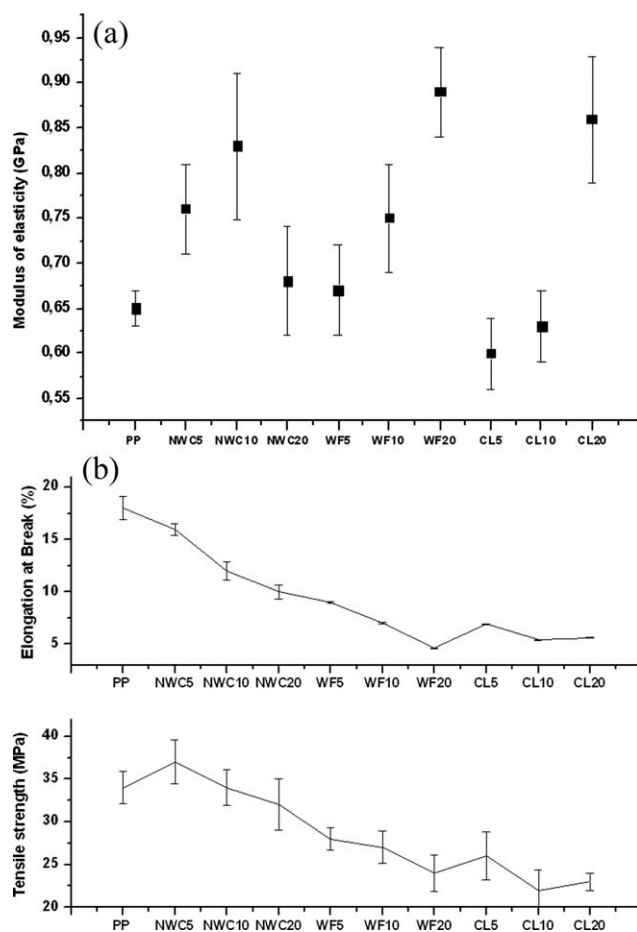 (a)
Modulus of elasticity (GPa)
0,95
0,90
0,85
0,75
0,70
0,65
0,60
0,55
PP NWC5 NWC10 NWC20 WF5 WF10 WF20 CL5 CL10 CL20
(b)
Elongation at Break (%)
20
15
10
5
PP NWC5 NWC10 NWC20 WF5 WF10 WF20 CL5 CL10 CL20
Tensile strength (MPa)
40
35
30
25
20
PP NWC5 NWC10 NWC20 WF5 WF10 WF20 CL5 CL10 CL20